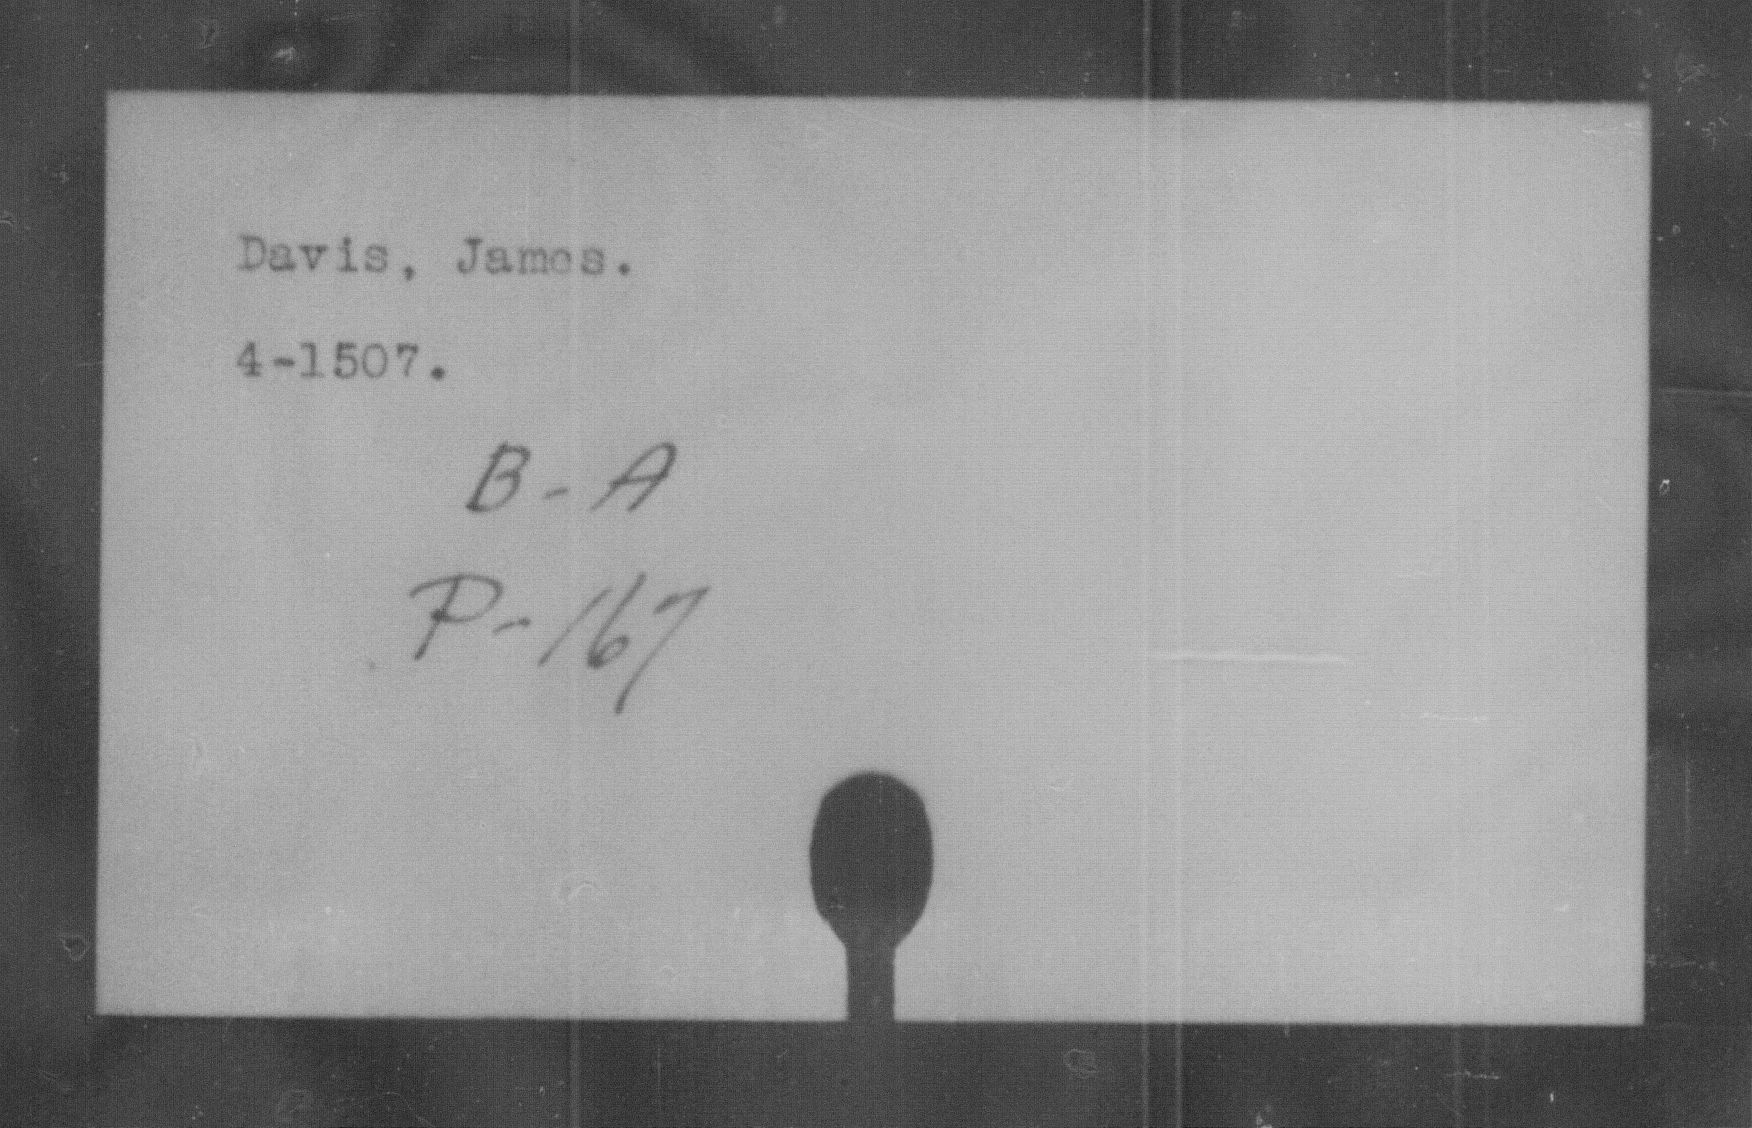 Davis, James.
4-1507.
B-A
P-167